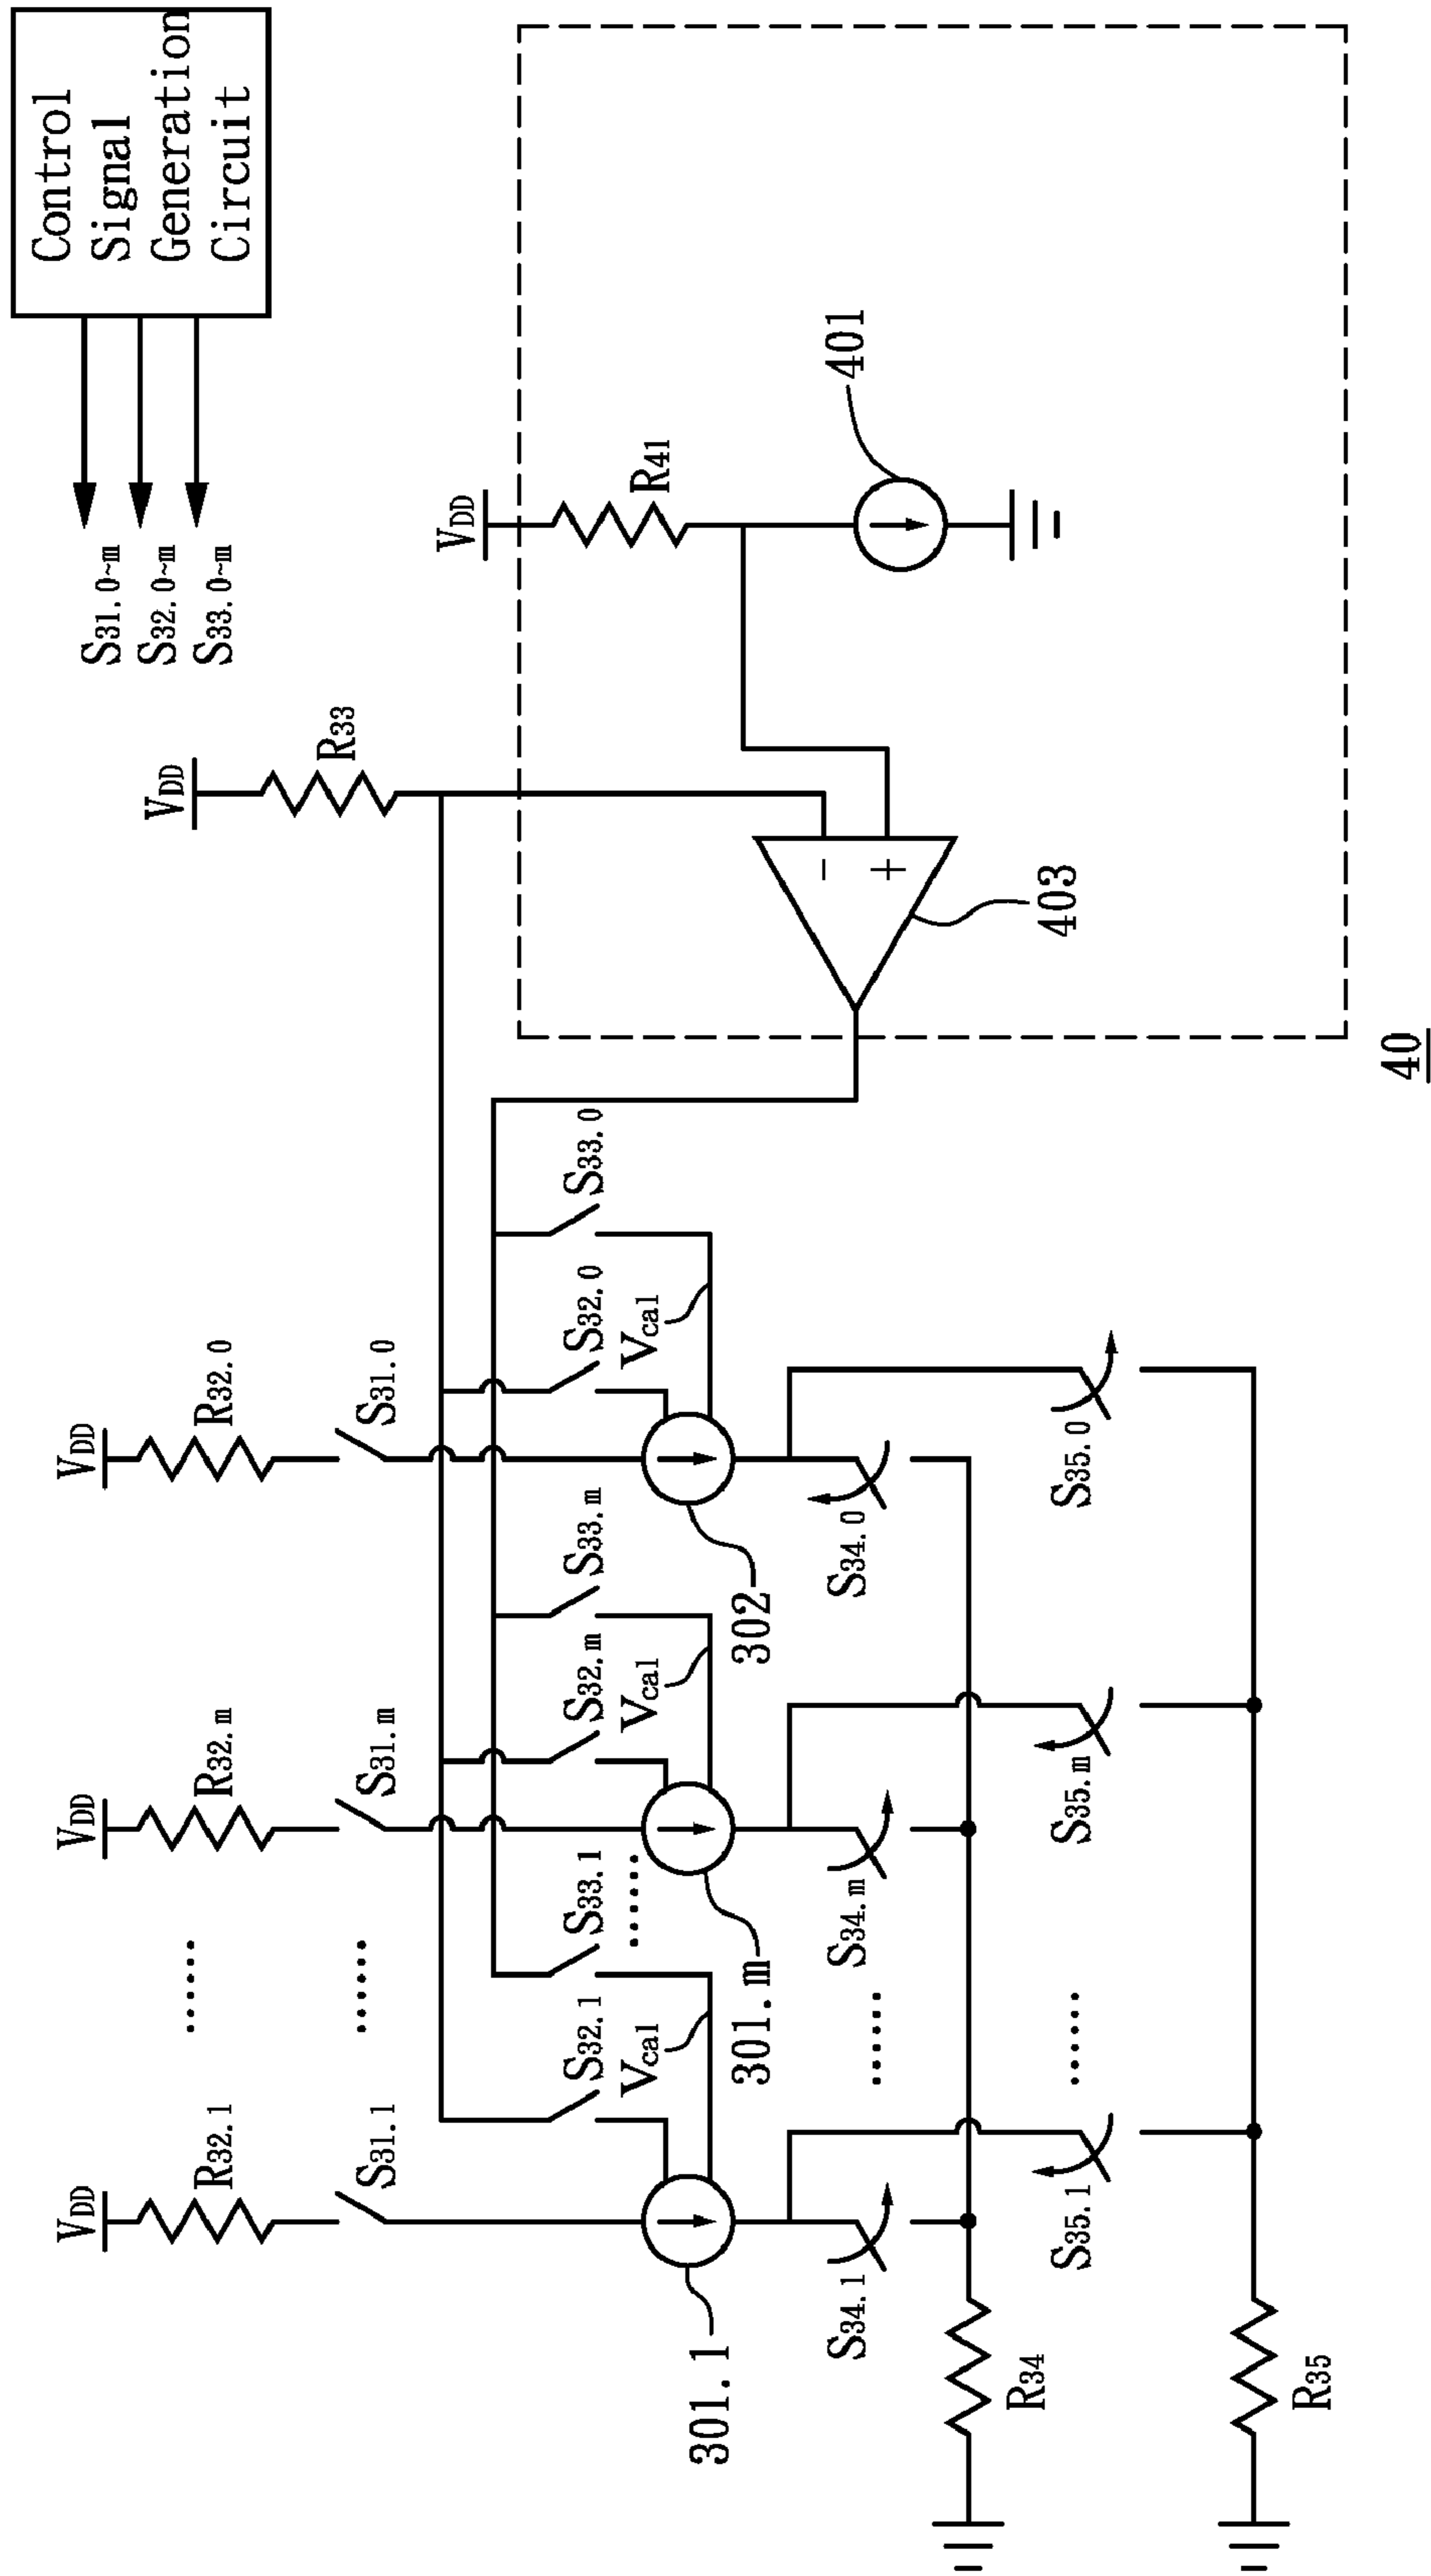 Control
Signal
Generation
Circuit
S31.0~m
S32.0~m
S33.0~m
VDD
R33
VDD
R41
401
403
40
VDD
R32.1
VDD
R32.m
VDD
R32.0
......
S31.1
S31.m
S31.0
......
S32.1
S33.1
S32.m
S33.m
S32.0
S33.0
Vcal
Vcal
Vcal
......
301.1
301.m
302
S34.1
S34.m
S34.0
......
S35.1
S35.m
S35.0
......
R34
R35
- +